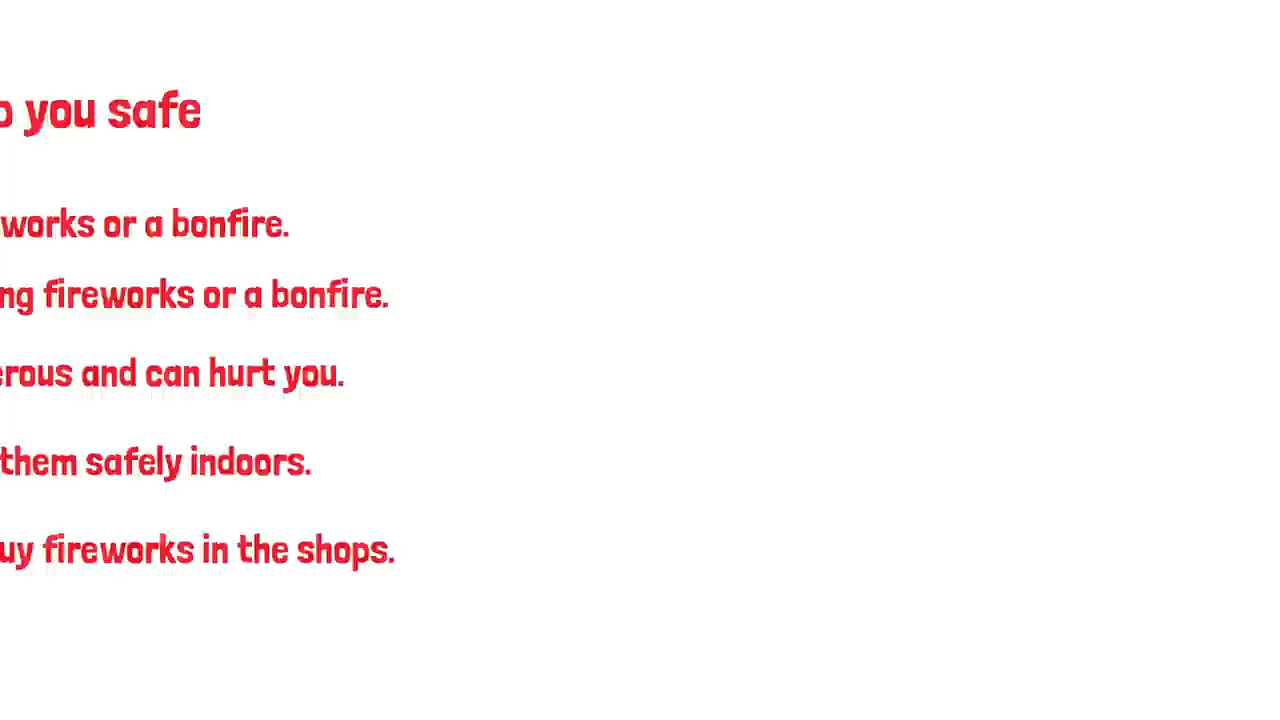 you safe
works or a bonfire.
ng fireworks or a bonfire.
erous and can hurt you.
them safely indoors.
uy fireworks in the shops.